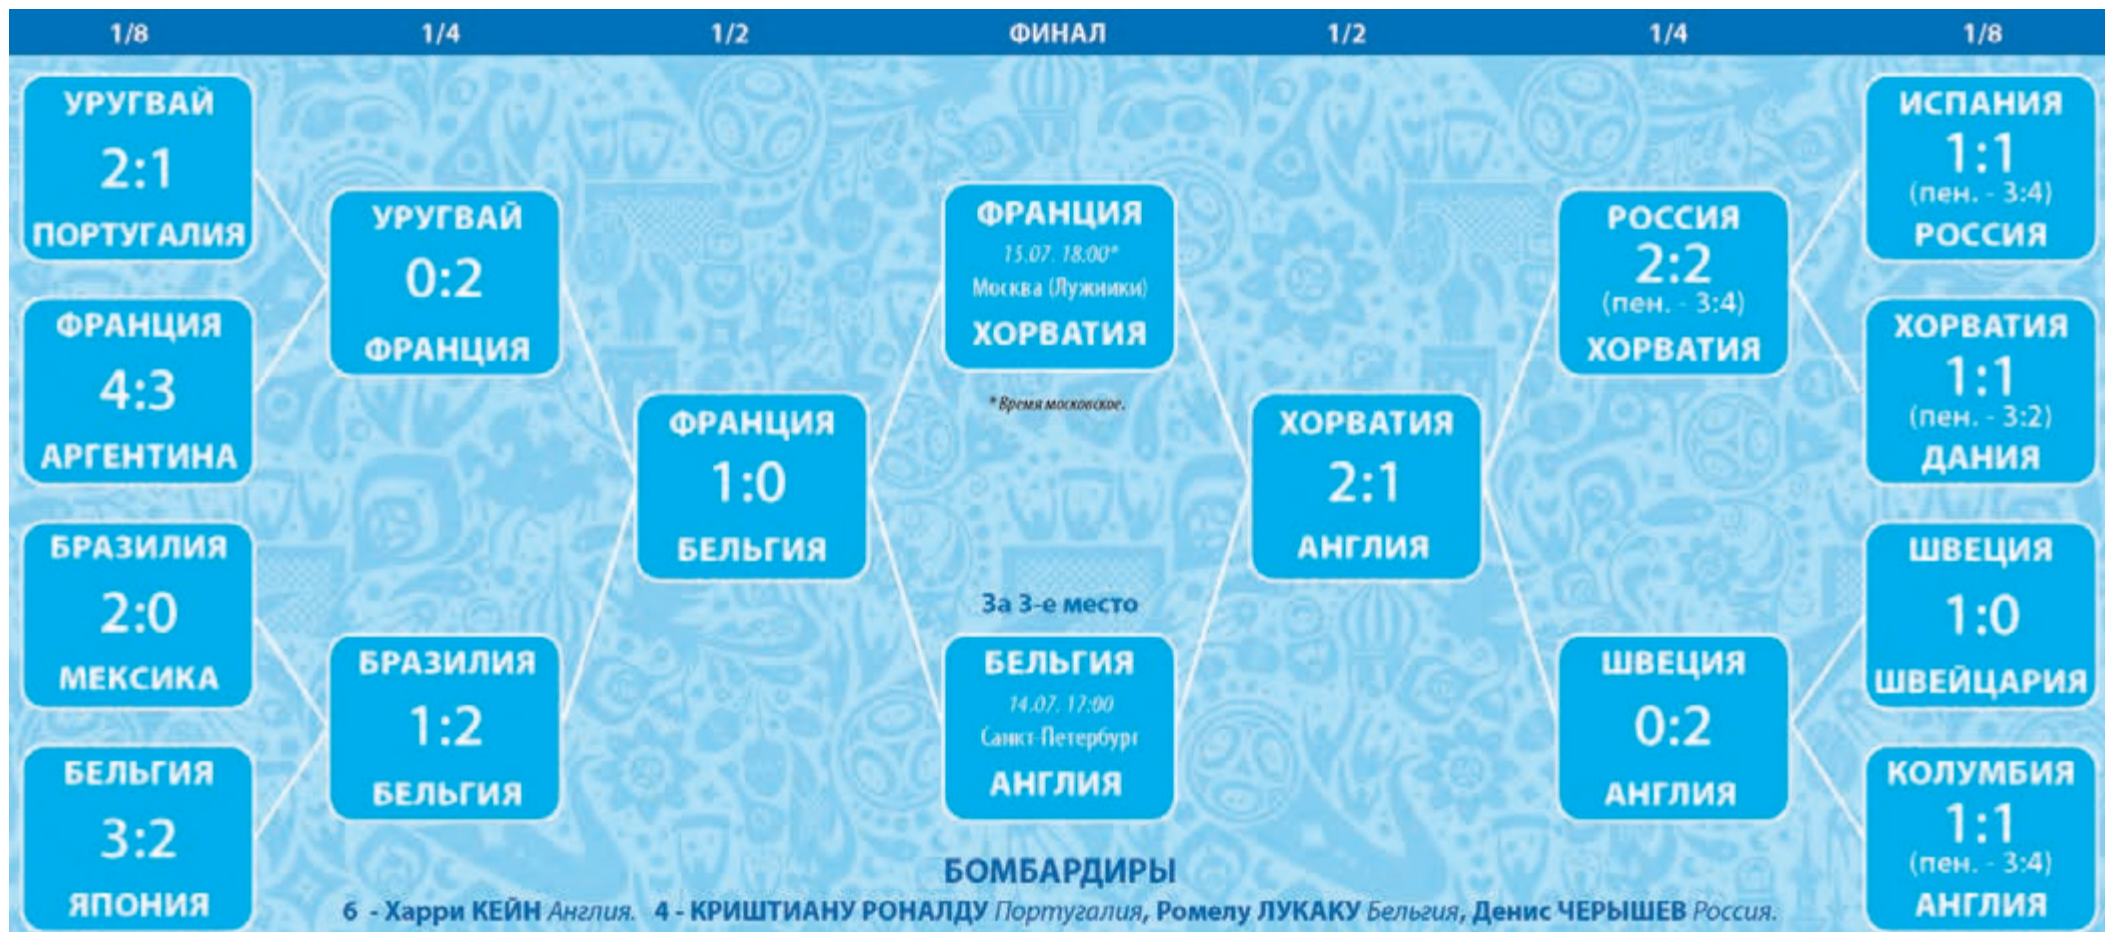 1/8 1/4 1/2 ФИНАЛ 1/2 1/4 1/8
УРУГВАЙ
2:1
ПОРТУГАЛИЯ
ФРАНЦИЯ
4:3
АРГЕНТИНА
БРАЗИЛИЯ
2:0
МЕКСИКА
БЕЛЬГИЯ
3:2
ЯПОНИЯ
УРУГВАЙ
0:2
ФРАНЦИЯ
БРАЗИЛИЯ
1:2
БЕЛЬГИЯ
ФРАНЦИЯ
1:0
БЕЛЬГИЯ
ФРАНЦИЯ
15.07. 18:00*
Москва (Лужники)
ХОРВАТИЯ
* Время московское.
За 3-е место
БЕЛЬГИЯ
14.07. 17:00
Санкт-Петербург
АНГЛИЯ
ХОРВАТИЯ
2:1
АНГЛИЯ
РОССИЯ
2:2
(пен. - 3:4)
ХОРВАТИЯ
ШВЕЦИЯ
0:2
АНГЛИЯ
ИСПАНИЯ
1:1
(пен. - 3:4)
РОССИЯ
ХОРВАТИЯ
1:1
(пен. - 3:2)
ДАНИЯ
ШВЕЦИЯ
1:0
ШВЕЙЦАРИЯ
КОЛУМБИЯ
1:1
(пен. - 3:4)
АНГЛИЯ
БОМБАРДИРЫ
6 - Харри КЕЙН Англия. 4 - КРИШТИАНУ РОНАЛДУ Португалия, Ромелу ЛУКАКУ Бельгия, Денис ЧЕРЫШЕВ Россия.